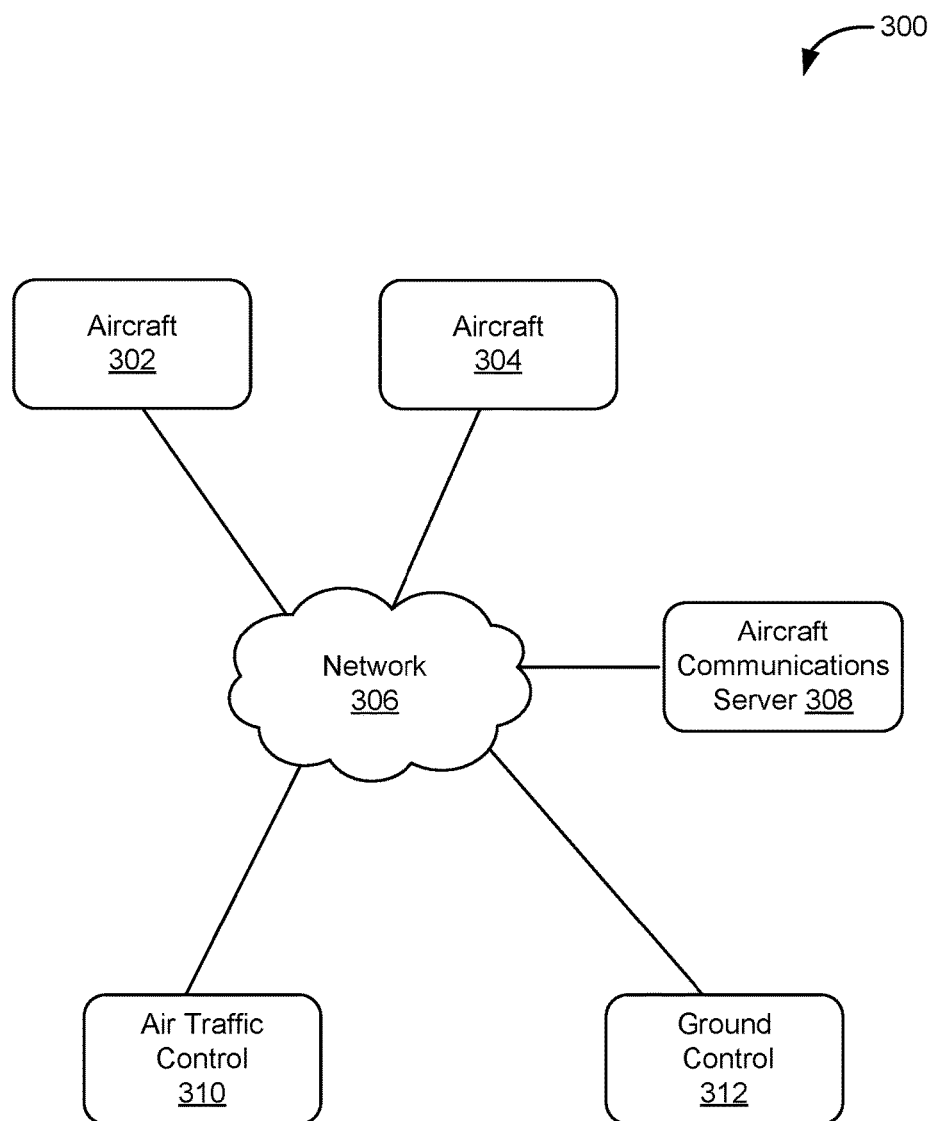 300
Aircraft
302
Aircraft
304
Network
306
Aircraft
Communications
Server 308
Air Traffic
Control
310
Ground
Control
312